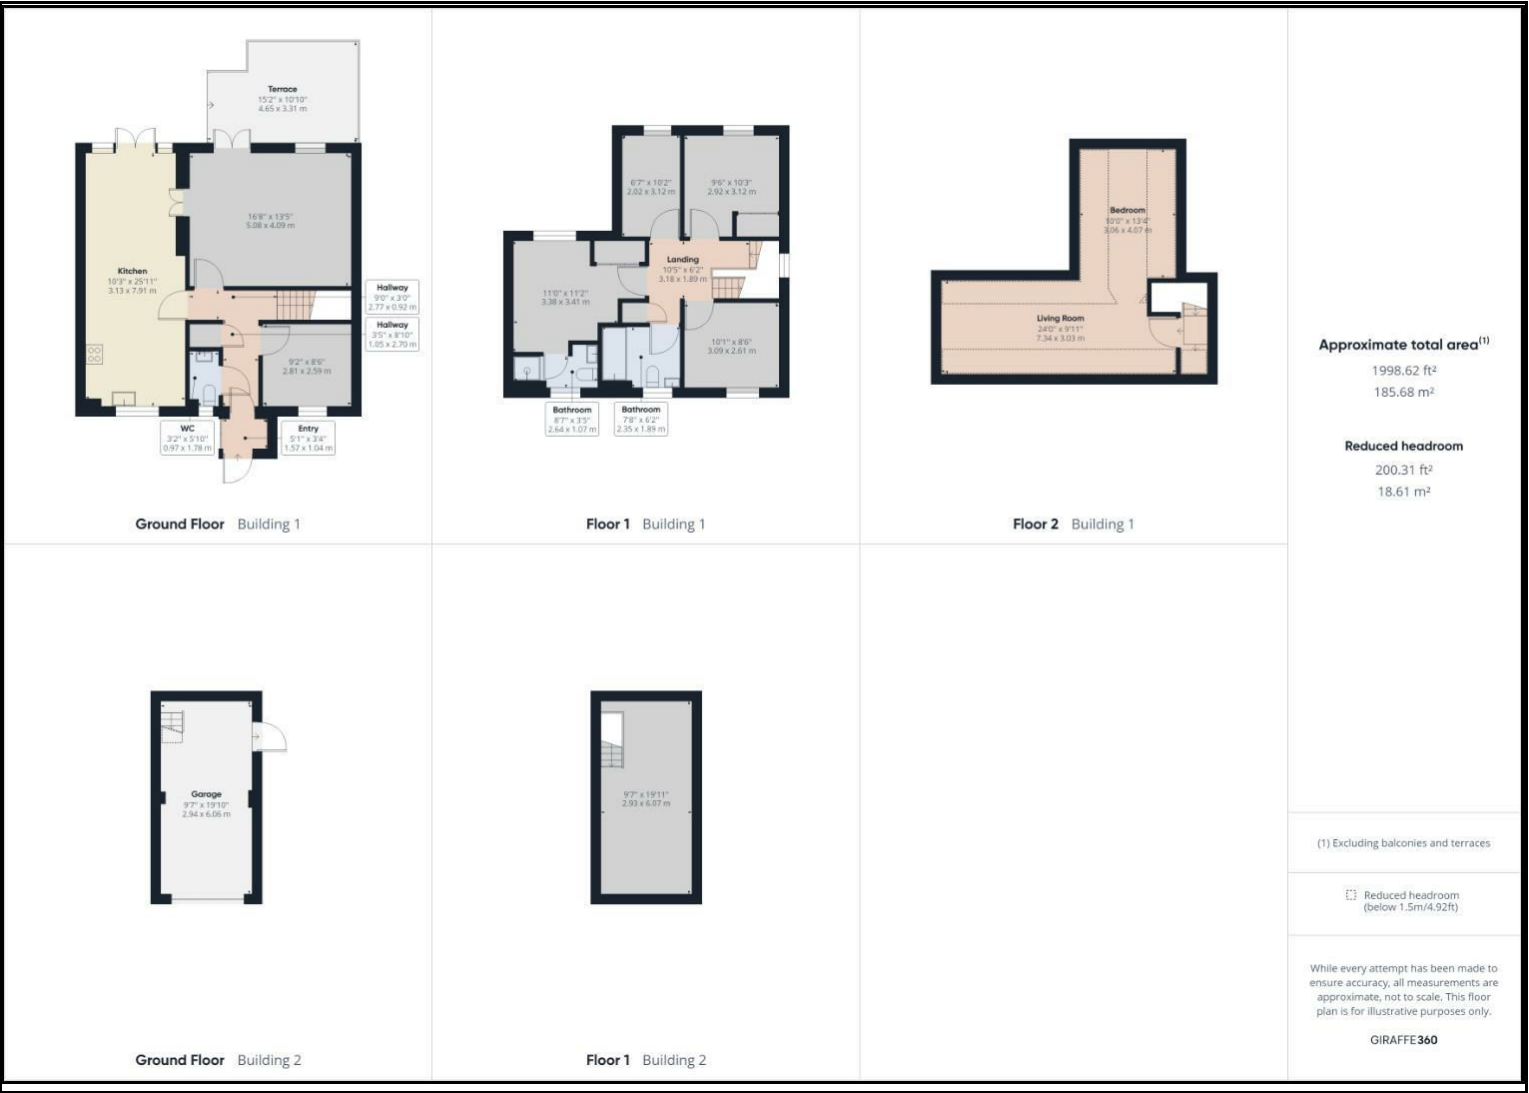 Terrace
15'2" x 10'10"
4.65 x 3.31 m
16'8" x 13'5"
5.08 x 4.09 m
Kitchen
10'3" x 25'11"
3.13 x 7.91 m
Hallway
9'0" x 3'0"
2.77 x 0.92 m
Hallway
3'5" x 8'10"
1.05 x 2.70 m
9'2" x 8'6"
2.81 x 2.59 m
WC
3'2" x 5'10"
0.97 x 1.78 m
Entry
5'1" x 3'4"
1.57 x 1.04 m
Ground Floor Building 1
6'7" x 10'2"
2.02 x 3.12 m
9'6" x 10'3"
2.92 x 3.12 m
Landing
10'5" x 6'2"
3.18 x 1.89 m
11'0" x 11'2"
3.38 x 3.41 m
10'1" x 8'6"
3.09 x 2.61 m
Bathroom
8'7" x 3'5"
2.64 x 1.07 m
Bathroom
7'8" x 6'2"
2.35 x 1.89 m
Floor 1 Building 1
Bedroom
10'0" x 13'4"
3.06 x 4.07 m
Living Room
24'0" x 9'11"
7.34 x 3.03 m
Floor 2 Building 1
Approximate total area(1)
1998.62 ft²
185.68 m²
Reduced headroom
200.31 ft²
18.61 m²
Garage
9'7" x 19'10"
2.94 x 6.06 m
Ground Floor Building 2
9'7" x 19'11"
2.93 x 6.07 m
Floor 1 Building 2
(1) Excluding balconies and terraces
Reduced headroom
(below 1.5m/4.92ft)
While every attempt has been made to
ensure accuracy, all measurements are
approximate, not to scale. This floor
plan is for illustrative purposes only.
GIRAFFE360